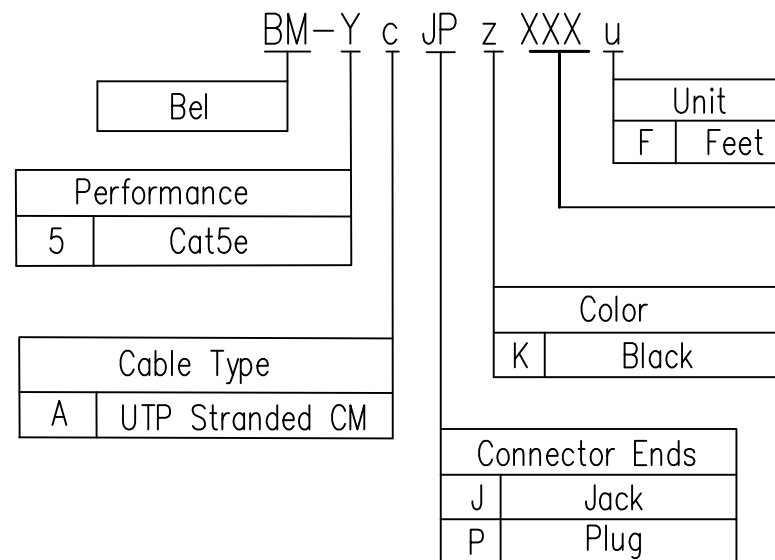 BM-Y c JP z XXX u
Bel
Unit
F Feet
Performance
5 Cat5e
Color
K Black
Cable Type
A UTP Stranded CM
Connector Ends
J Jack
P Plug